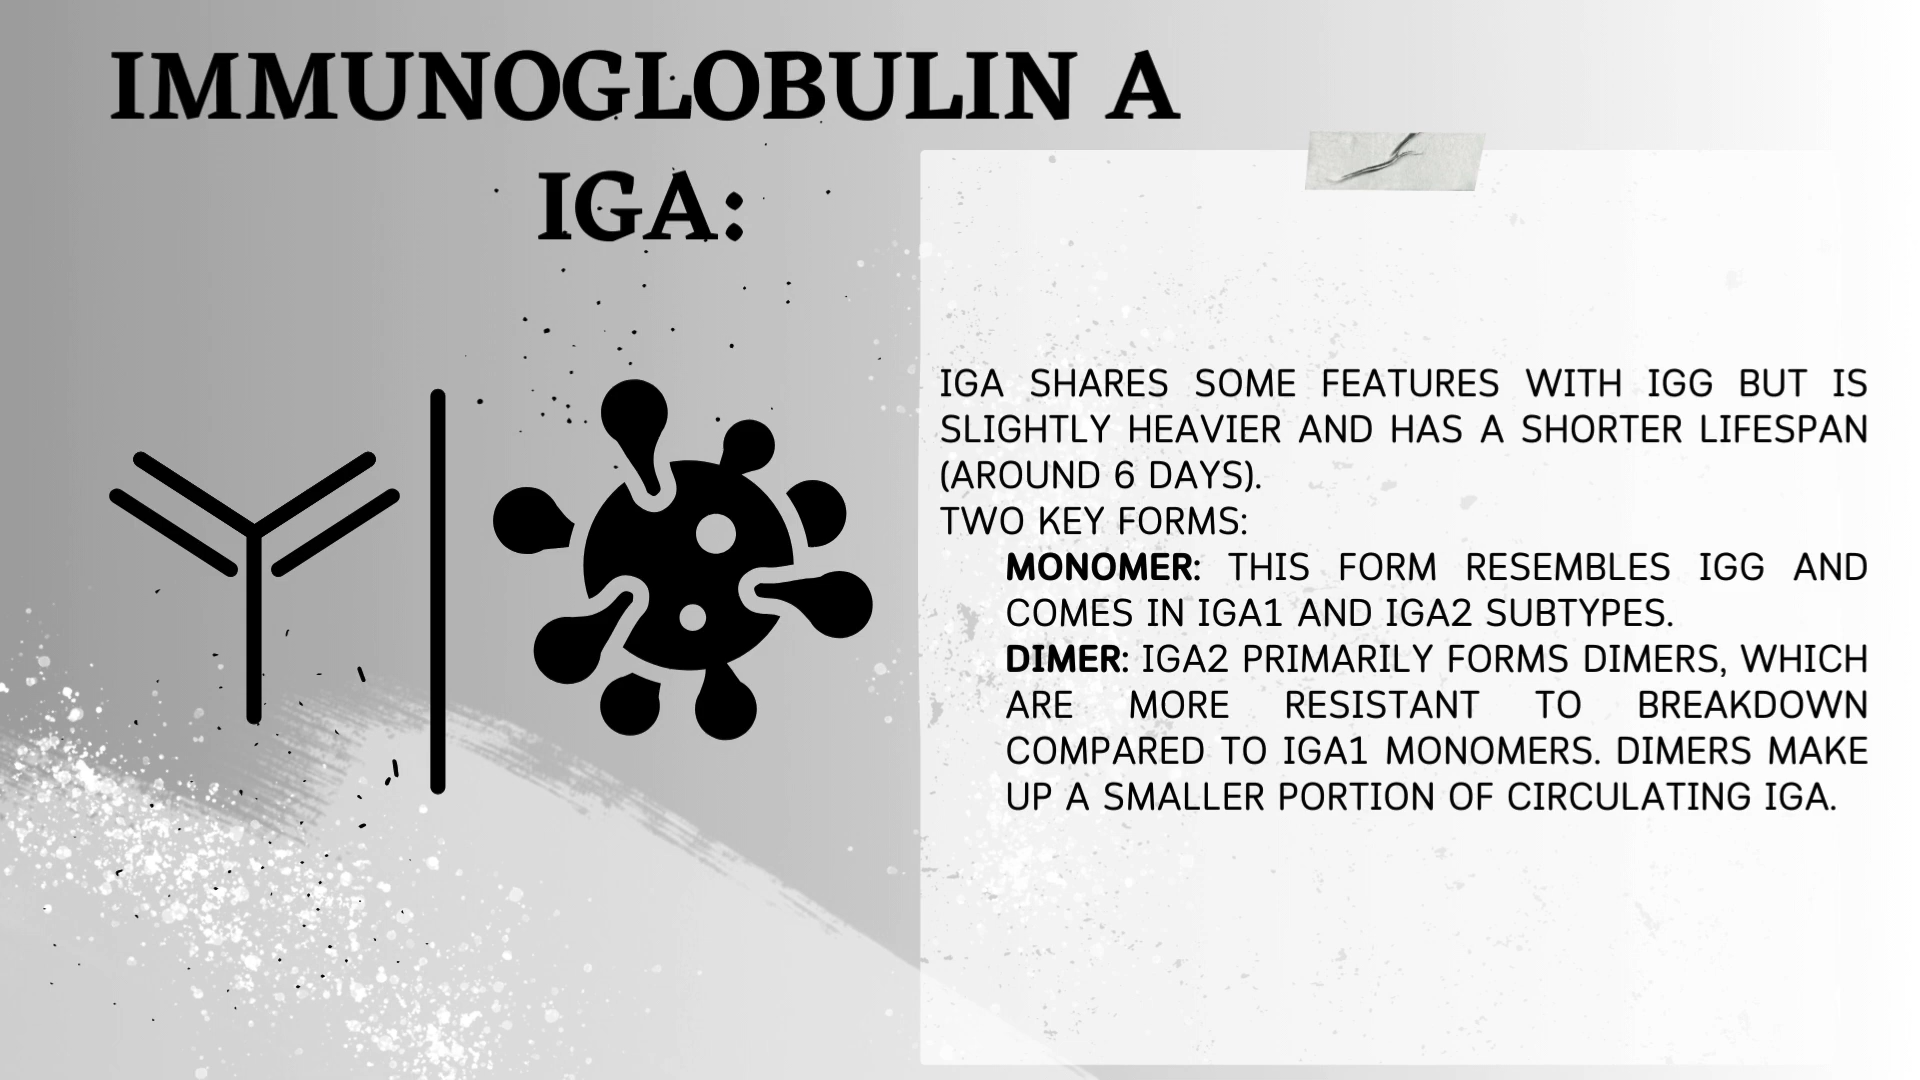 IMMUNOGLOBULIN A
IGA:
IGA SHARES SOME FEATURES WITH IGG BUT IS
SLIGHTLY HEAVIER AND HAS A SHORTER LIFESPAN
(AROUND 6 DAYS).
TWO KEY FORMS:
MONOMER: THIS FORM RESEMBLES IGG AND
COMES IN IGA1 AND IGA2 SUBTYPES.
DIMER: IGA2 PRIMARILY FORMS DIMERS, WHICH
ARE MORE RESISTANT TO BREAKDOWN
COMPARED TO IGA1 MONOMERS. DIMERS MAKE
UP A SMALLER PORTION OF CIRCULATING IGA.